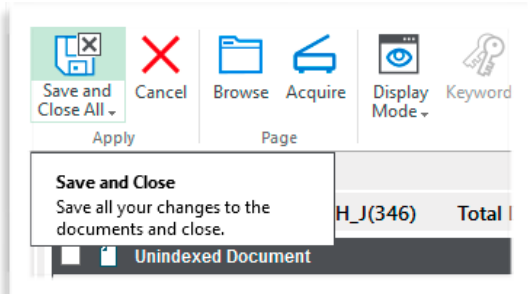 Save and Close All
Cancel
Browse
Acquire
Display Mode
Keyword
Apply
Page
Save and Close
Save all your changes to the
documents and close.
H_J(346) Total
Unindexed Document